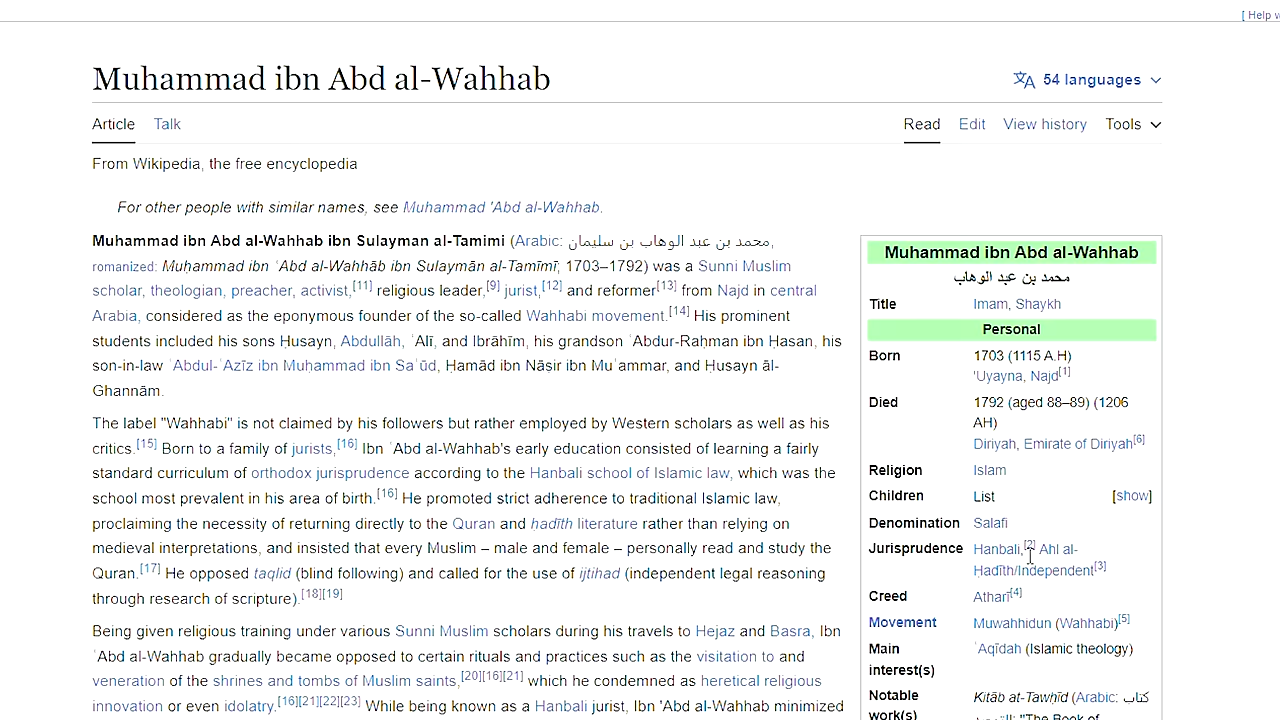 [ Help
Muhammad ibn Abd al-Wahhab
54 languages
Article Talk Read Edit View history Tools
From Wikipedia, the free encyclopedia
For other people with similar names, see Muhammad 'Abd al-Wahhab.
Muhammad ibn Abd al-Wahhab ibn Sulayman al-Tamimi (Arabic: محمد بن عبد الوهاب بن سليمان,
romanized: Muḥammad ibn ʿAbd al-Wahhāb ibn Sulaymān al-Tamīmī; 1703–1792) was a Sunni Muslim
scholar, theologian, preacher, activist,[11] religious leader,[9] jurist,[12] and reformer[13] from Najd in central
Arabia, considered as the eponymous founder of the so-called Wahhabi movement.[14] His prominent
students included his sons Ḥusayn, Abdullāh, ʿAlī, and Ibrāhīm, his grandson ʿAbdur-Raḥman ibn Ḥasan, his
son-in-law ʿAbdul-ʿAzīz ibn Muḥammad ibn Saʿūd, Ḥamād ibn Nāṣir ibn Muʿammar, and Ḥusayn āl-
Ghannām.
The label "Wahhabi" is not claimed by his followers but rather employed by Western scholars as well as his
critics.[15] Born to a family of jurists,[16] Ibn ʿAbd al-Wahhab's early education consisted of learning a fairly
standard curriculum of orthodox jurisprudence according to the Hanbali school of Islamic law, which was the
school most prevalent in his area of birth.[16] He promoted strict adherence to traditional Islamic law,
proclaiming the necessity of returning directly to the Quran and ḥadīth literature rather than relying on
medieval interpretations, and insisted that every Muslim – male and female – personally read and study the
Quran.[17] He opposed taqlid (blind following) and called for the use of ijtihad (independent legal reasoning
through research of scripture).[18][19]
Being given religious training under various Sunni Muslim scholars during his travels to Hejaz and Basra, Ibn
ʿAbd al-Wahhab gradually became opposed to certain rituals and practices such as the visitation to and
veneration of the shrines and tombs of Muslim saints,[20][16][21] which he condemned as heretical religious
innovation or even idolatry.[16][21][22][23] While being known as a Hanbali jurist, Ibn 'Abd al-Wahhab minimized
Muhammad ibn Abd al-Wahhab
محمد بن عبد الوهاب
Title Imam, Shaykh
Personal
Born 1703 (1115 A.H)
'Uyayna, Najd[1]
Died 1792 (aged 88–89) (1206
AH)
Diriyah, Emirate of Diriyah[6]
Religion Islam
Children List [show]
Denomination Salafi
Jurisprudence Hanbali,[2] Ahl al-
Ḥadīth/Independent[3]
Creed Atharī[4]
Movement Muwahhidun (Wahhabi)[5]
Main ʿAqīdah (Islamic theology)
interest(s)
Notable Kitāb at-Tawḥīd (Arabic: كتاب
work(s) التوحيد; "The Book of